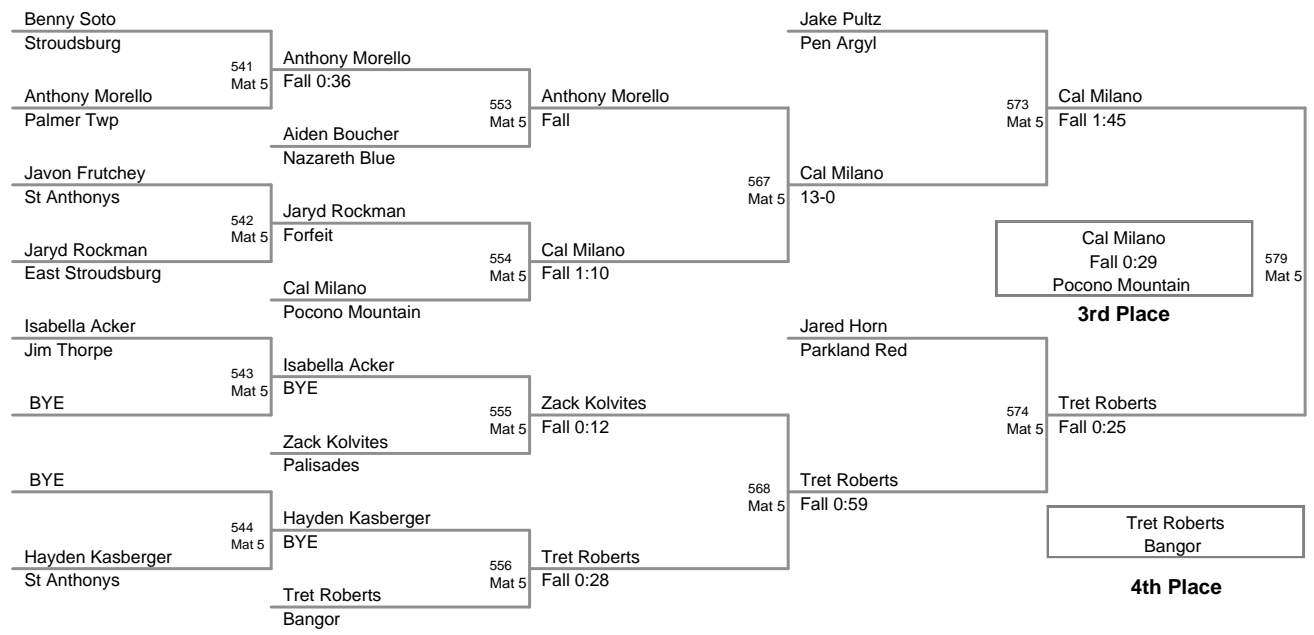 Benny Soto
Stroudsburg
541
Mat 5
Anthony Morello
Palmer Twp
Anthony Morello
Fall 0:36
553
Mat 5
Aiden Boucher
Nazareth Blue
Anthony Morello
Fall
Javon Frutchey
St Anthonys
542
Mat 5
Jaryd Rockman
East Stroudsburg
Jaryd Rockman
Forfeit
554
Mat 5
Cal Milano
Pocono Mountain
Cal Milano
Fall 1:10
567
Mat 5
Cal Milano
13-0
Jake Pultz
Pen Argyl
573
Mat 5
Cal Milano
Fall 1:45
Isabella Acker
Jim Thorpe
543
Mat 5
BYE
Isabella Acker
BYE
555
Mat 5
Zack Kolvites
Palisades
Zack Kolvites
Fall 0:12
BYE
544
Mat 5
Hayden Kasberger
St Anthonys
Hayden Kasberger
BYE
556
Mat 5
Tret Roberts
Bangor
Tret Roberts
Fall 0:28
568
Mat 5
Tret Roberts
Fall 0:59
Jared Horn
Parkland Red
574
Mat 5
Tret Roberts
Fall 0:25
579
Mat 5
Cal Milano
Fall 0:29
Pocono Mountain
3rd Place
Tret Roberts
Bangor
4th Place